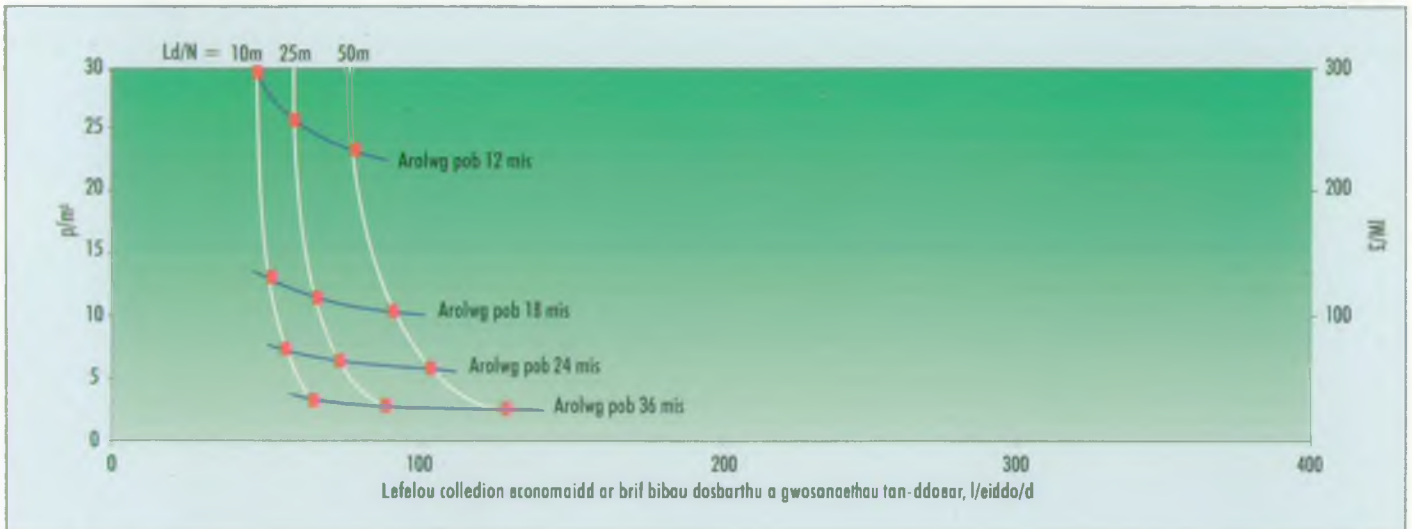 Ld/N = 10m 25m 50m
30 300
25
Arolwg pob 12 mis
20 200
p/m³ £/Ml
15
Arolwg pob 18 mis
10 100
Arolwg pob 24 mis
5
Arolwg pob 36 mis
0
0 100 200 300 400
Lefelou colledion economaidd ar brif bibau dosbarthu a gwosanaethau tan-ddaear, l/eiddo/d